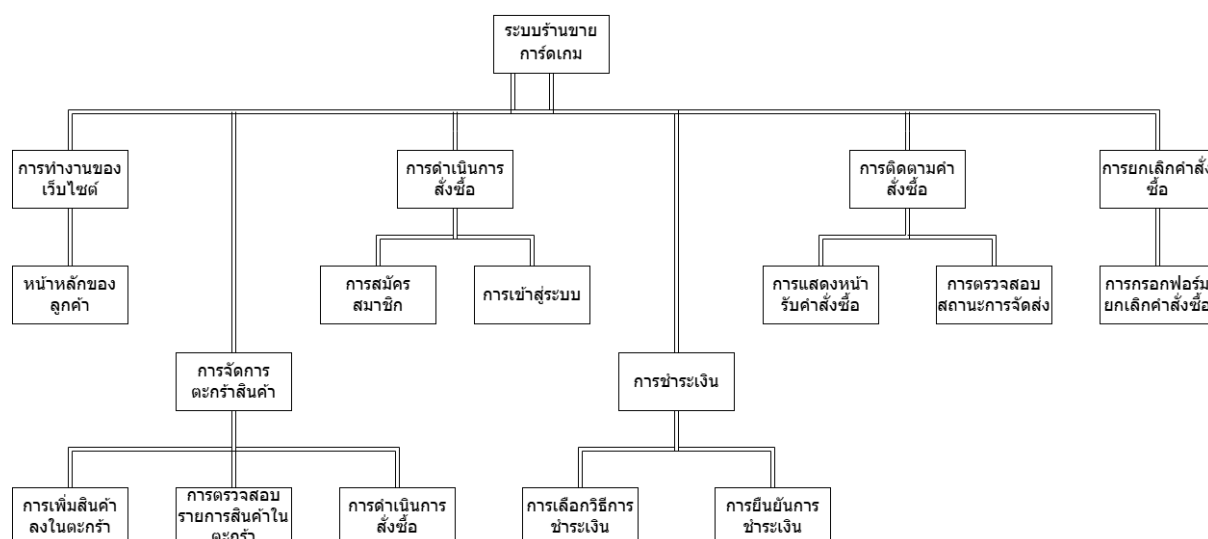 ระบบร้านขาย
การ์ดเกม
การทำงานของ
เว็บไซต์
การดำเนินการ
สั่งซื้อ
การติดตามคำ
สั่งซื้อ
การยกเลิกคำสั่ง
ซื้อ
หน้าหลักของ
ลูกค้า
การสมัคร
สมาชิก
การเข้าสู่ระบบ
การแสดงหน้า
รับคำสั่งซื้อ
การตรวจสอบ
สถานะการจัดส่ง
การกรอกฟอร์ม
ยกเลิกคำสั่งซื้อ
การจัดการ
ตะกร้าสินค้า
การชำระเงิน
การเพิ่มสินค้า
ลงในตะกร้า
การตรวจสอบ
รายการสินค้าใน
ตะกร้า
การดำเนินการ
สั่งซื้อ
การเลือกวิธีการ
ชำระเงิน
การยืนยันการ
ชำระเงิน